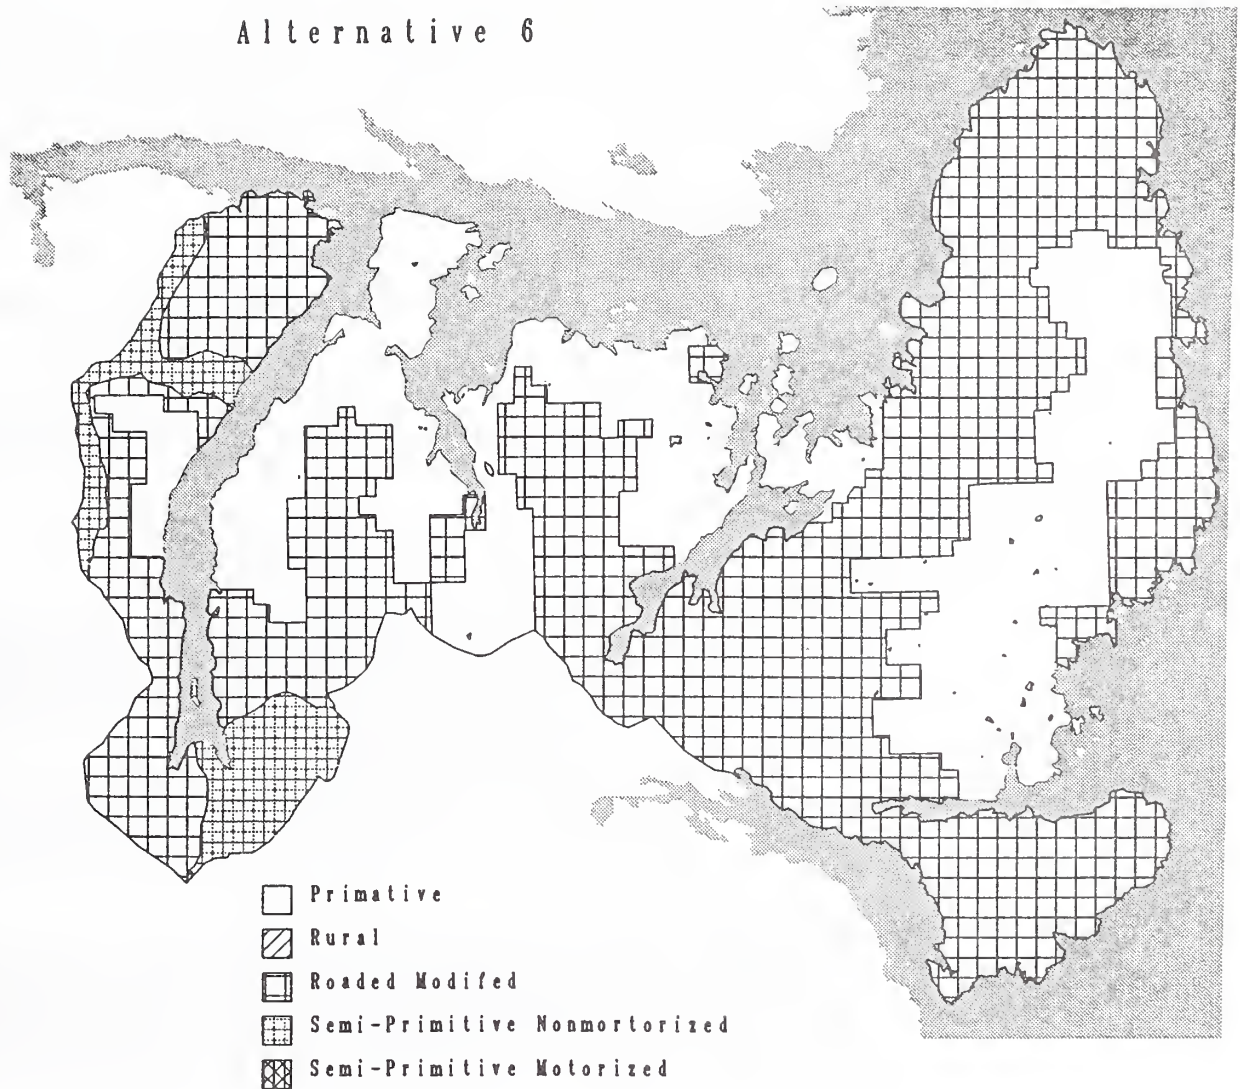 Alternative 6
Primative
Rural
Roaded Modifed
Semi-Primitive Nonmortorized
Semi-Primitive Motorized